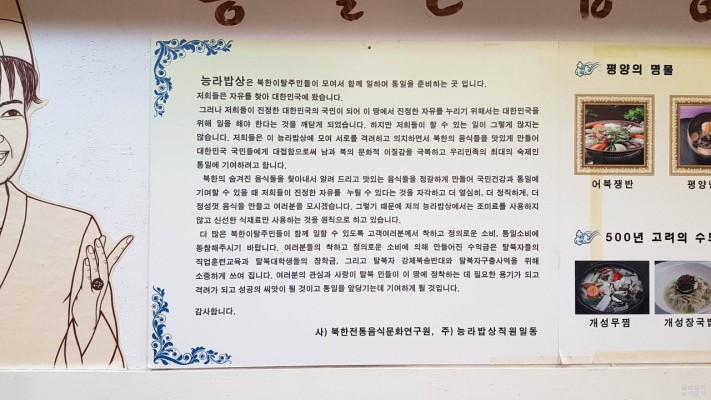 능라밥상은 북한이탈주민들이 모여서 함께 일하며 통일을 준비하는 곳 입니다.
저희들은 자유를 찾아 대한민국에 왔습니다.
그러나 저희들이 진정한 대한민국의 국민이 되어 이 땅에서 진정한 자유를 누리기 위해서는 대한민국을
위해 일을 해야 한다는 것을 깨닫게 되었습니다. 하지만 저희들이 할 수 있는 일이 그렇게 많지는
않습니다. 저희들은 이 능라밥상에 모여 서로를 격려하고 의지하면서 북한의 음식들을 맛있게 만들어
대한민국 국민들에게 대접함으로써 남과 북의 문화적 이질감을 극복하고 우리민족의 최대의 숙제인
통일에 기여하려고 합니다.
북한의 숨겨진 음식들을 찾아내서 알려 드리고 맛있는 음식들을 정갈하게 만들어 국민건강과 통일에
기여할 수 있을 때 저희들이 진정한 자유를 누릴 수 있다는 것을 자각하고 더 열심히, 더 정직하게, 더
정성껏 음식을 만들고 여러분을 모시겠습니다. 그렇기 때문에 저의 능라밥상에서는 조미료를 사용하지
않고 신선한 식재료만 사용하는 것을 원칙으로 하고 있습니다.
더 많은 북한이탈주민들이 함께 일할 수 있도록 고객여러분께서 착하고 정의로운 소비, 통일소비에
동참해주시기 바랍니다. 여러분들의 착하고 정의로운 소비에 의해 만들어진 수익금은 탈북자들의
직업훈련교육과 탈북대학생들의 장학금, 그리고 탈북자 강제북송반대와 탈북자구출사역을 위해
소중하게 쓰여 집니다. 여러분의 관심과 사랑이 탈북 민들이 이 땅에 정착하는 데 필요한 용기가 되고
격려가 되고 성공의 씨앗이 될 것이고 통일을 앞당기는데 기여하게 될 것입니다.
감사합니다.
사) 북한전통음식문화연구원, 주) 능라밥상직원일동
평양의 명물
어복쟁반
평양
500년 고려의 수도
개성무찜
개성장국밥